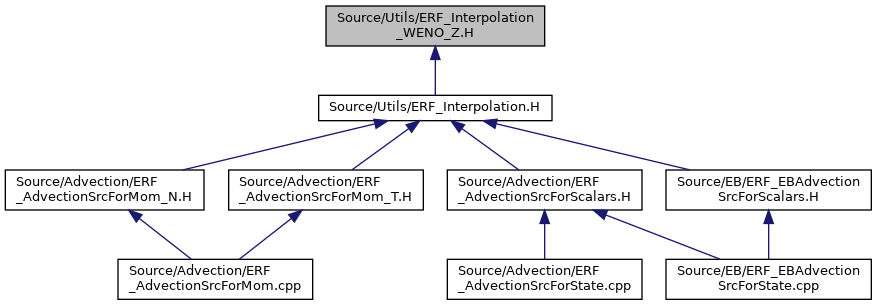 Source/Utils/ERF_Interpolation
_WENO_Z.H
Source/Utils/ERF_Interpolation.H
Source/Advection/ERF
_AdvectionSrcForMom_N.H
Source/Advection/ERF
_AdvectionSrcForMom_T.H
Source/Advection/ERF
_AdvectionSrcForScalars.H
Source/EB/ERF_EBAdvection
SrcForScalars.H
Source/Advection/ERF
_AdvectionSrcForMom.cpp
Source/Advection/ERF
_AdvectionSrcForState.cpp
Source/EB/ERF_EBAdvection
SrcForState.cpp